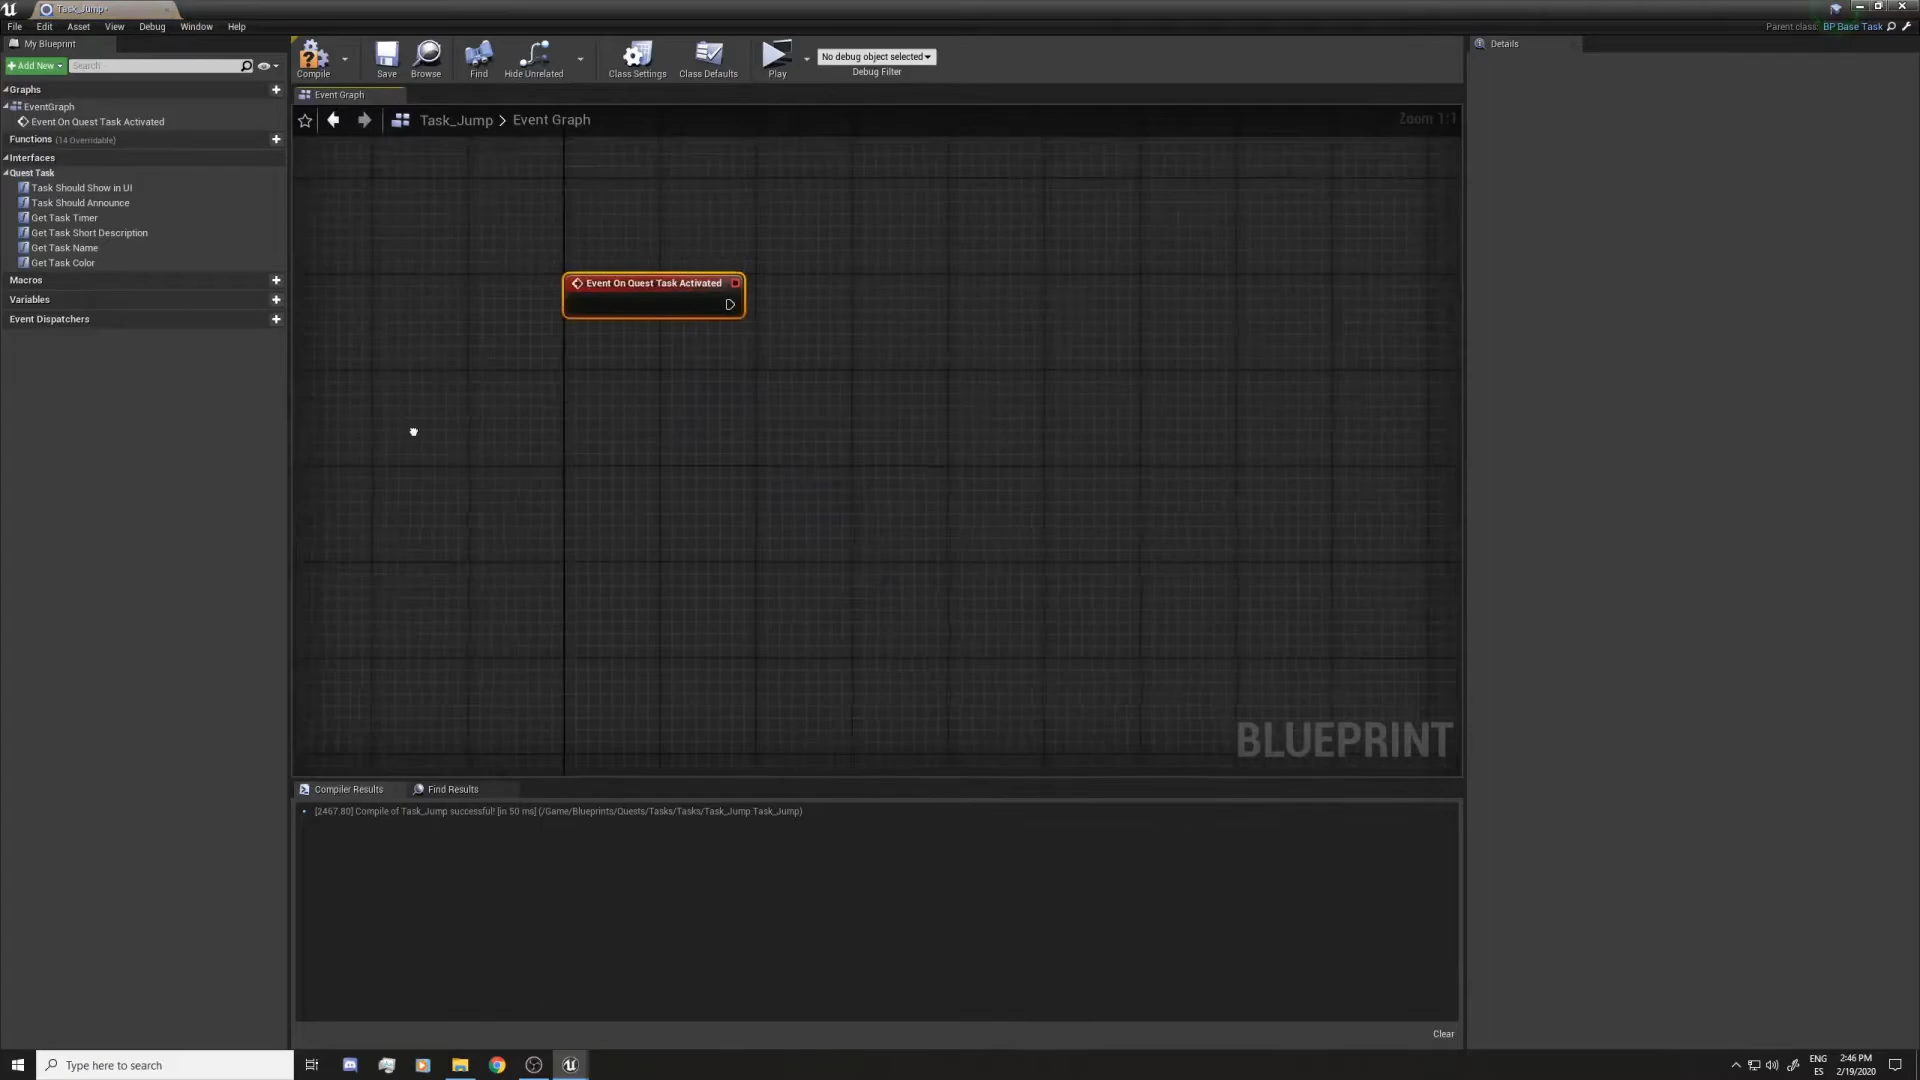 Task_Jump*
File Edit Asset View Debug Window Help
Parent class: BP Base Task
My Blueprint
Details
+Add New Search
Compile Save Browse Find Hide Unrelated Class Settings Class Defaults Play
No debug object selected
Debug Filter
Graphs
Event Graph
EventGraph
Event On Quest Task Activated
Task_Jump > Event Graph
Zoom 1:1
Functions (14 Overridable)
Interfaces
Quest Task
Task Should Show in UI
Task Should Announce
Get Task Timer
Get Task Short Description
Get Task Name
Get Task Color
Macros
Variables
Event Dispatchers
Event On Quest Task Activated
BLUEPRINT
Compiler Results Find Results
[2467.80] Compile of Task_Jump successful! [in 50 ms] (/Game/Blueprints/Quests/Tasks/Tasks/Task_Jump.Task_Jump)
Clear
Type here to search
ENG
ES
2:46 PM
2/19/2020